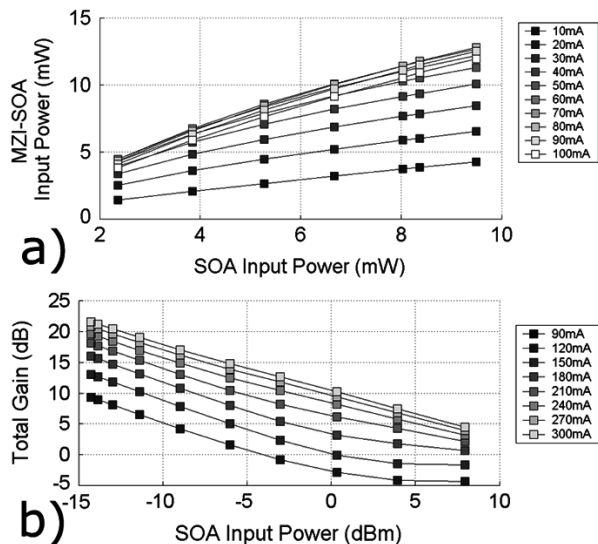 15
10
5
0
MZI-SOA
Input Power (mW)
2
4
6
8
10
SOA Input Power (mW)
10mA
20mA
30mA
40mA
50mA
60mA
70mA
80mA
90mA
100mA
a)
25
20
15
10
5
0
-5
Total Gain (dB)
-15
-10
-5
0
5
10
SOA Input Power (dBm)
90mA
120mA
150mA
180mA
210mA
240mA
270mA
300mA
b)